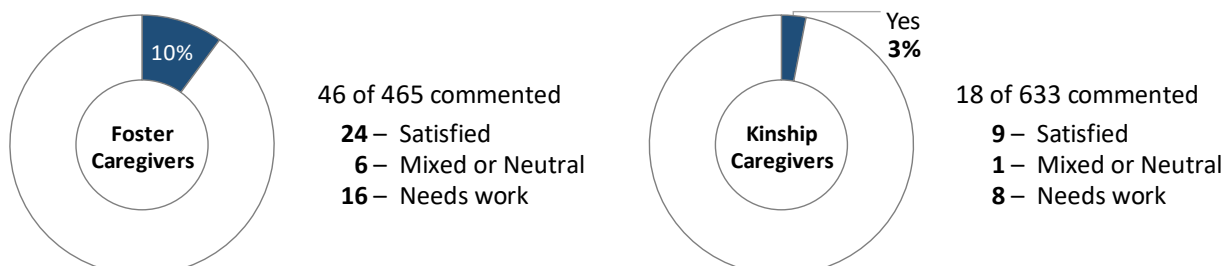 10%
Foster
Caregivers
46 of 465 commented
24 – Satisfied
6 – Mixed or Neutral
16 – Needs work
Yes
3%
Kinship
Caregivers
18 of 633 commented
9 – Satisfied
1 – Mixed or Neutral
8 – Needs work